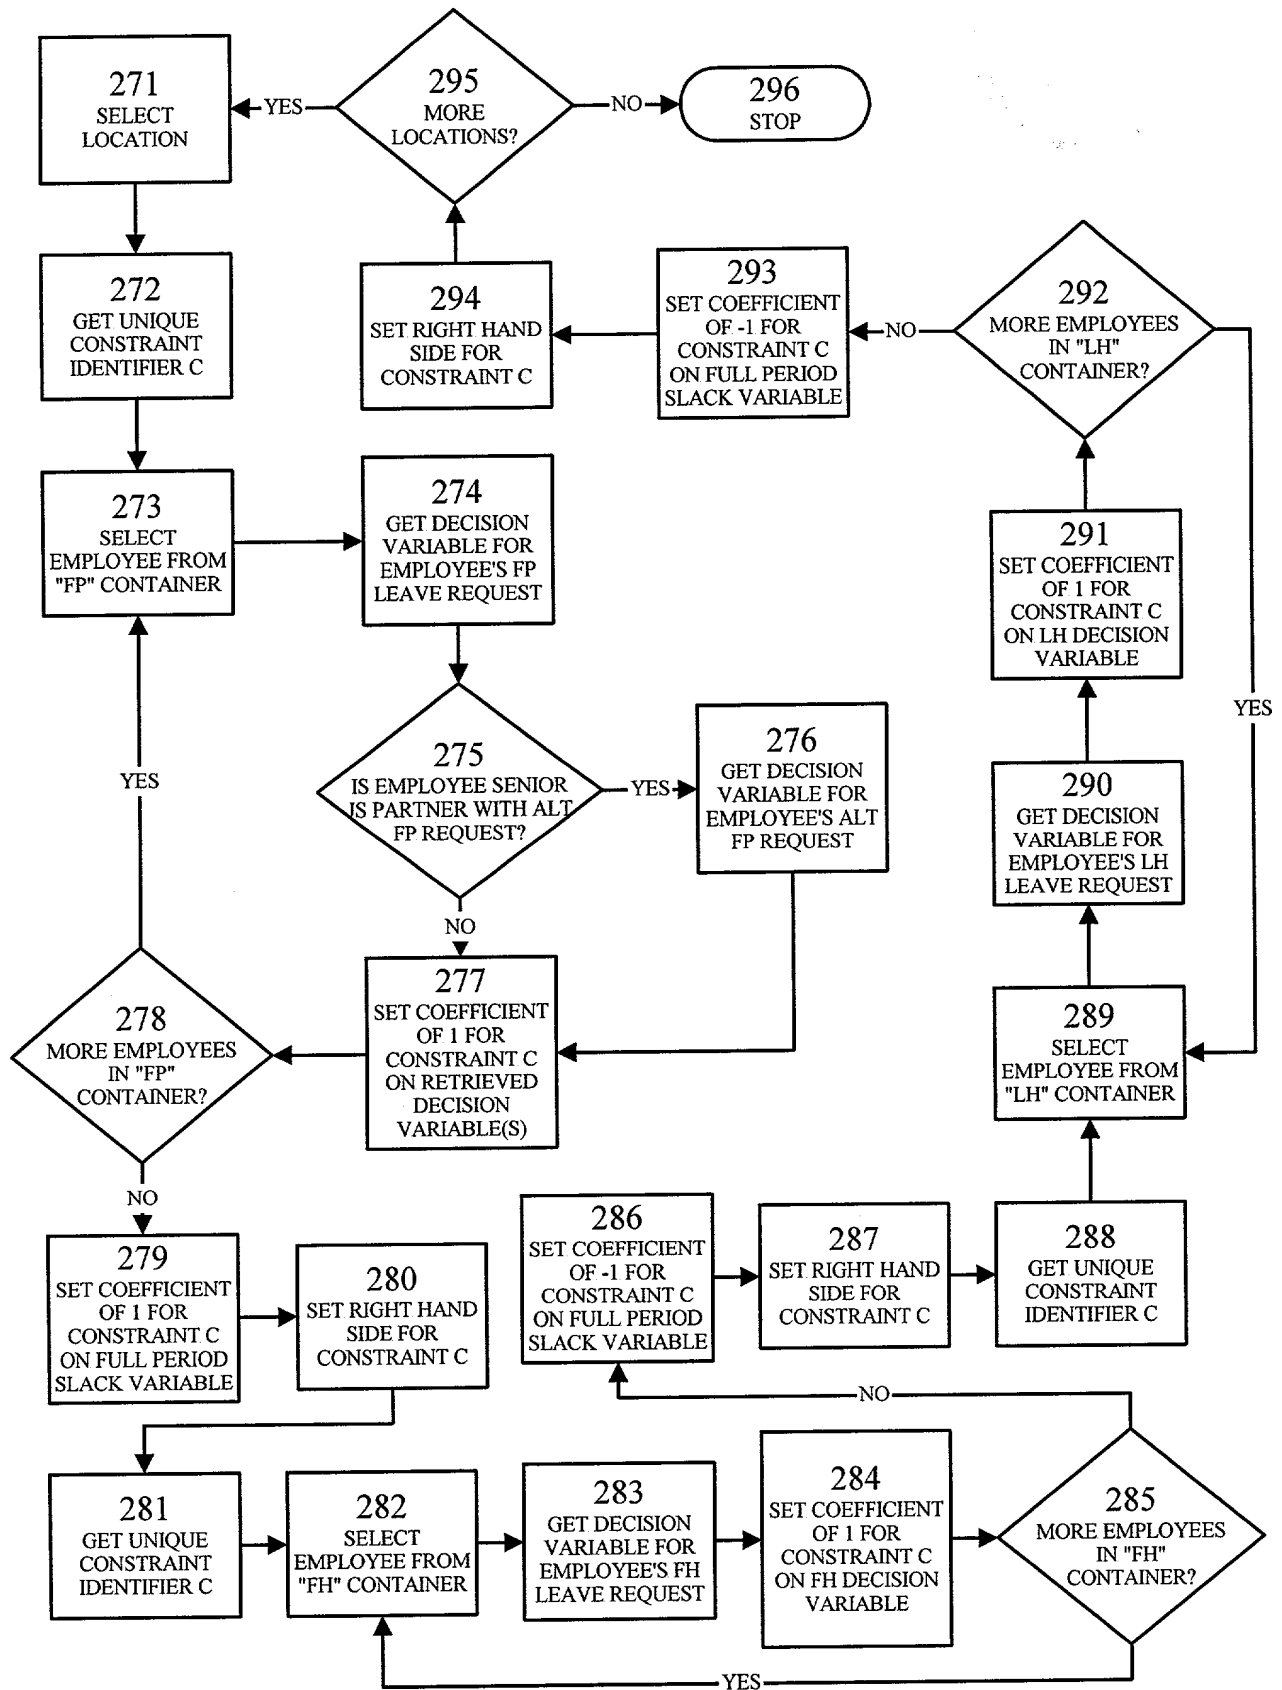 271
SELECT
LOCATION
YES
295
MORE
LOCATIONS?
NO
296
STOP
272
GET UNIQUE
CONSTRAINT
IDENTIFIER C
294
SET RIGHT HAND
SIDE FOR
CONSTRAINT C
293
SET COEFFICIENT
OF -1 FOR
CONSTRAINT C
ON FULL PERIOD
SLACK VARIABLE
NO
292
MORE EMPLOYEES
IN "LH"
CONTAINER?
YES
273
SELECT
EMPLOYEE FROM
"FP" CONTAINER
274
GET DECISION
VARIABLE FOR
EMPLOYEE'S FP
LEAVE REQUEST
291
SET COEFFICIENT
OF 1 FOR
CONSTRAINT C
ON LH DECISION
VARIABLE
YES
275
IS EMPLOYEE SENIOR
IS PARTNER WITH ALT
FP REQUEST?
YES
276
GET DECISION
VARIABLE FOR
EMPLOYEE'S ALT
FP REQUEST
290
GET DECISION
VARIABLE FOR
EMPLOYEE'S LH
LEAVE REQUEST
NO
278
MORE EMPLOYEES
IN "FP"
CONTAINER?
277
SET COEFFICIENT
OF 1 FOR
CONSTRAINT C
ON RETRIEVED
DECISION
VARIABLE(S)
289
SELECT
EMPLOYEE FROM
"LH" CONTAINER
NO
279
SET COEFFICIENT
OF 1 FOR
CONSTRAINT C
ON FULL PERIOD
SLACK VARIABLE
280
SET RIGHT HAND
SIDE FOR
CONSTRAINT C
286
SET COEFFICIENT
OF -1 FOR
CONSTRAINT C
ON FULL PERIOD
SLACK VARIABLE
287
SET RIGHT HAND
SIDE FOR
CONSTRAINT C
288
GET UNIQUE
CONSTRAINT
IDENTIFIER C
NO
281
GET UNIQUE
CONSTRAINT
IDENTIFIER C
282
SELECT
EMPLOYEE FROM
"FH" CONTAINER
283
GET DECISION
VARIABLE FOR
EMPLOYEE'S FH
LEAVE REQUEST
284
SET COEFFICIENT
OF 1 FOR
CONSTRAINT C
ON FH DECISION
VARIABLE
285
MORE EMPLOYEES
IN "FH"
CONTAINER?
YES